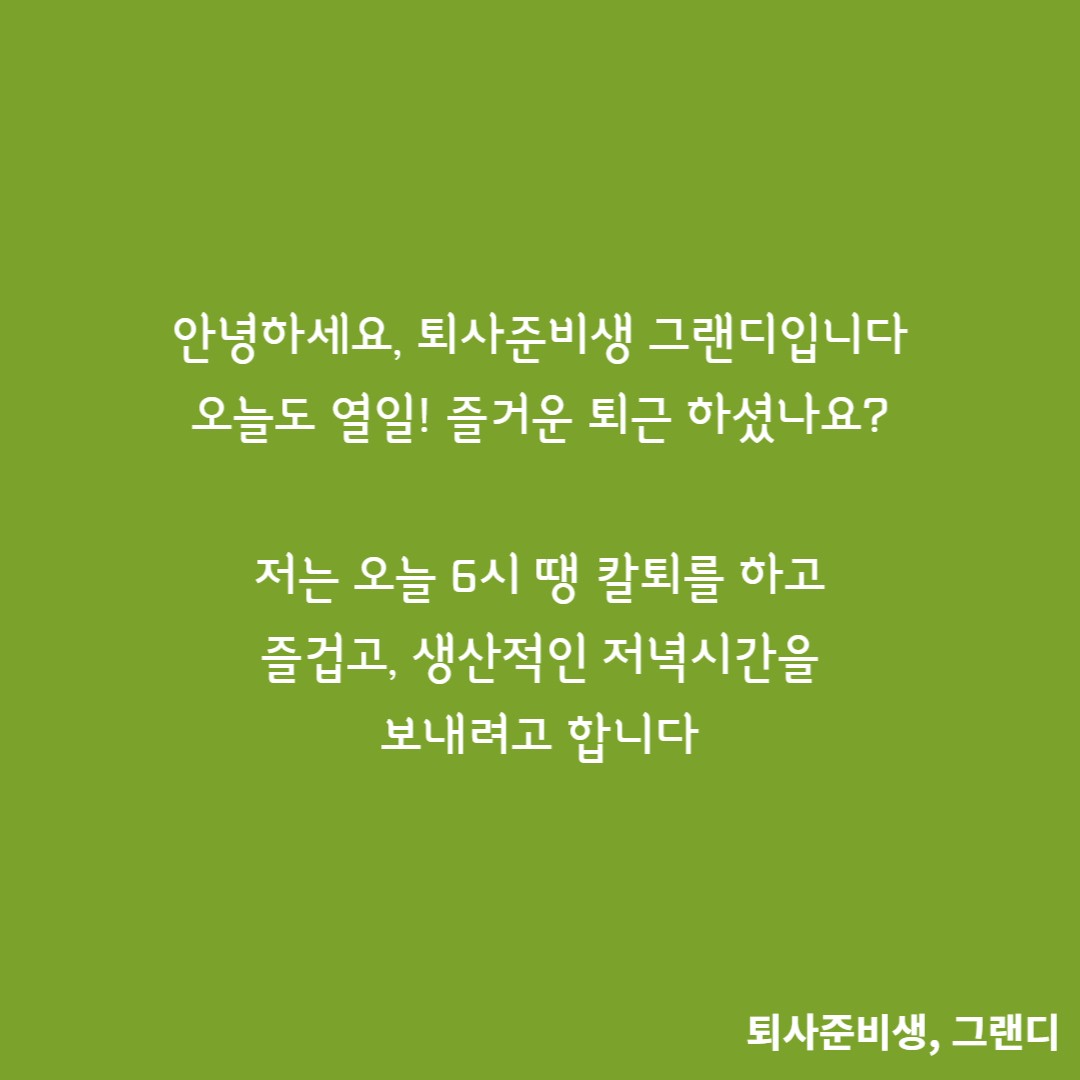 안녕하세요, 퇴사준비생 그랜디입니다
오늘도 열일! 즐거운 퇴근 하셨나요?
저는 오늘 6시 땡 칼퇴를 하고
즐겁고, 생산적인 저녁시간을
보내려고 합니다
퇴사준비생, 그랜디